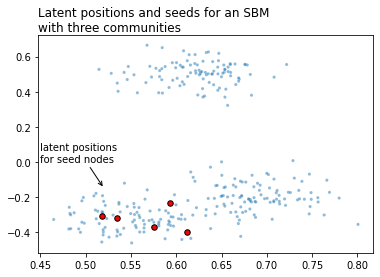 Latent positions and seeds for an SBM
with three communities
0.6
0.4
0.2
0.0
−0.2
−0.4
latent positions
for seed nodes
0.45 0.50 0.55 0.60 0.65 0.70 0.75 0.80